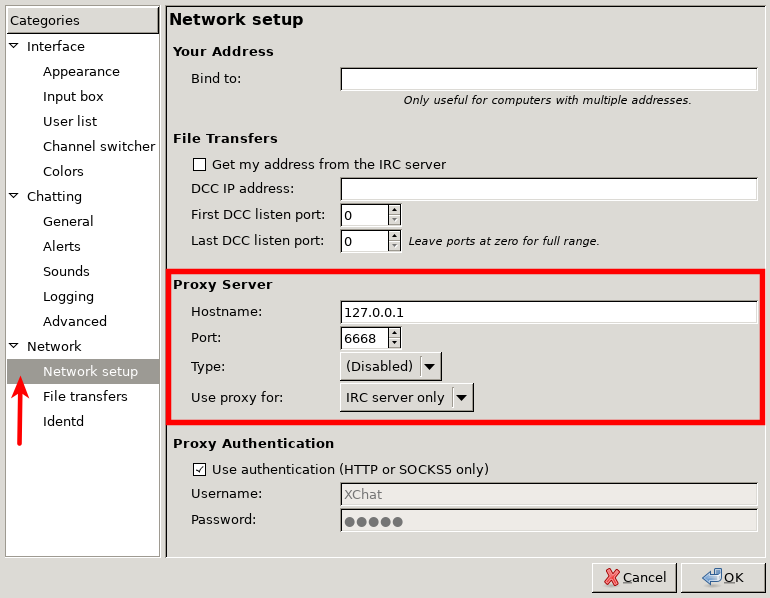 Categories
Interface
Appearance
Input box
User list
Channel switcher
Colors
Chatting
General
Alerts
Sounds
Logging
Advanced
Network
Network setup
File transfers
Identd
Network setup
Your Address
Bind to:
Only useful for computers with multiple addresses.
File Transfers
Get my address from the IRC server
DCC IP address:
First DCC listen port: 0
Last DCC listen port: 0 Leave ports at zero for full range.
Proxy Server
Hostname: 127.0.0.1
Port: 6668
Type: (Disabled)
Use proxy for: IRC server only
Proxy Authentication
Use authentication (HTTP or SOCKS5 only)
Username: XChat
Password: ●●●●●
Cancel OK